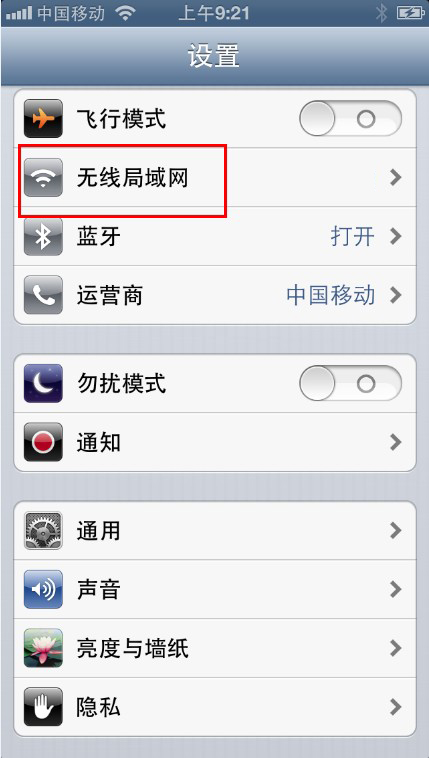 中国移动 上午9:21
设置
飞行模式
无线局域网
蓝牙 打开
运营商 中国移动
勿扰模式
通知
通用
声音
亮度与墙纸
隐私